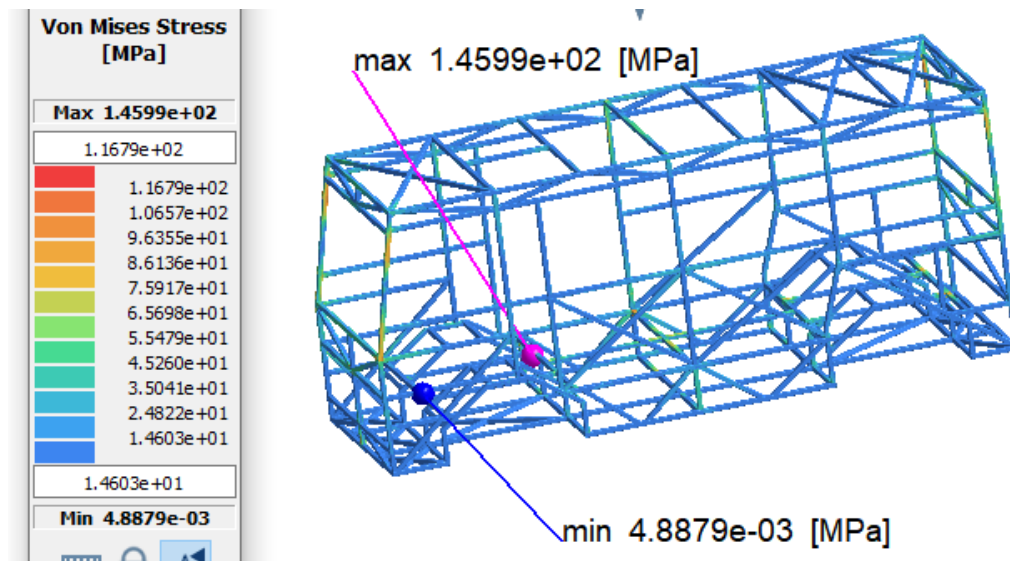 Von Mises Stress
[MPa]
Max 1.4599e+02
1.1679e+02
1.1679e+02
1.0657e+02
9.6355e+01
8.6136e+01
7.5917e+01
6.5698e+01
5.5479e+01
4.5260e+01
3.5041e+01
2.4822e+01
1.4603e+01
1.4603e+01
Min 4.8879e-03
max 1.4599e+02 [MPa]
min 4.8879e-03 [MPa]